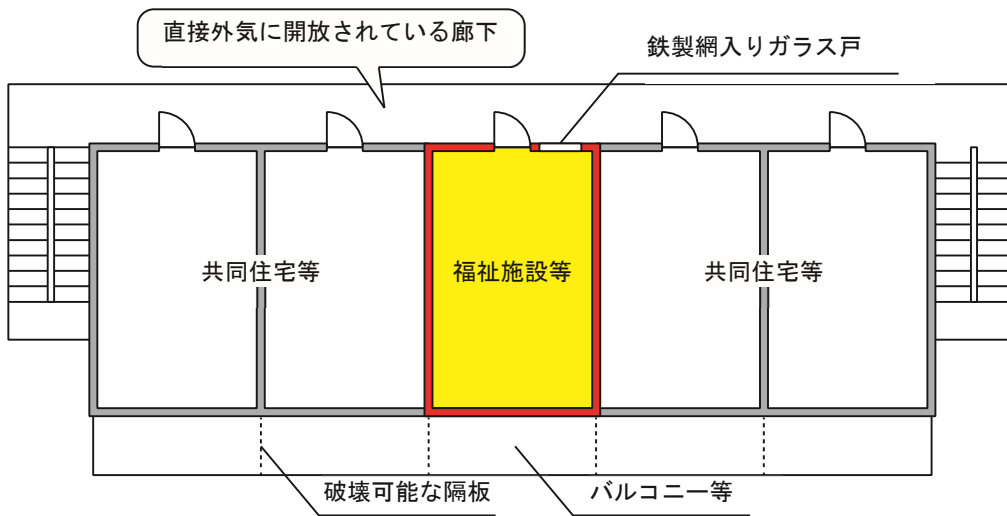 直接外気に開放されている廊下
鉄製網入りガラス戸
共同住宅等
福祉施設等
共同住宅等
破壊可能な隔板
バルコニー等